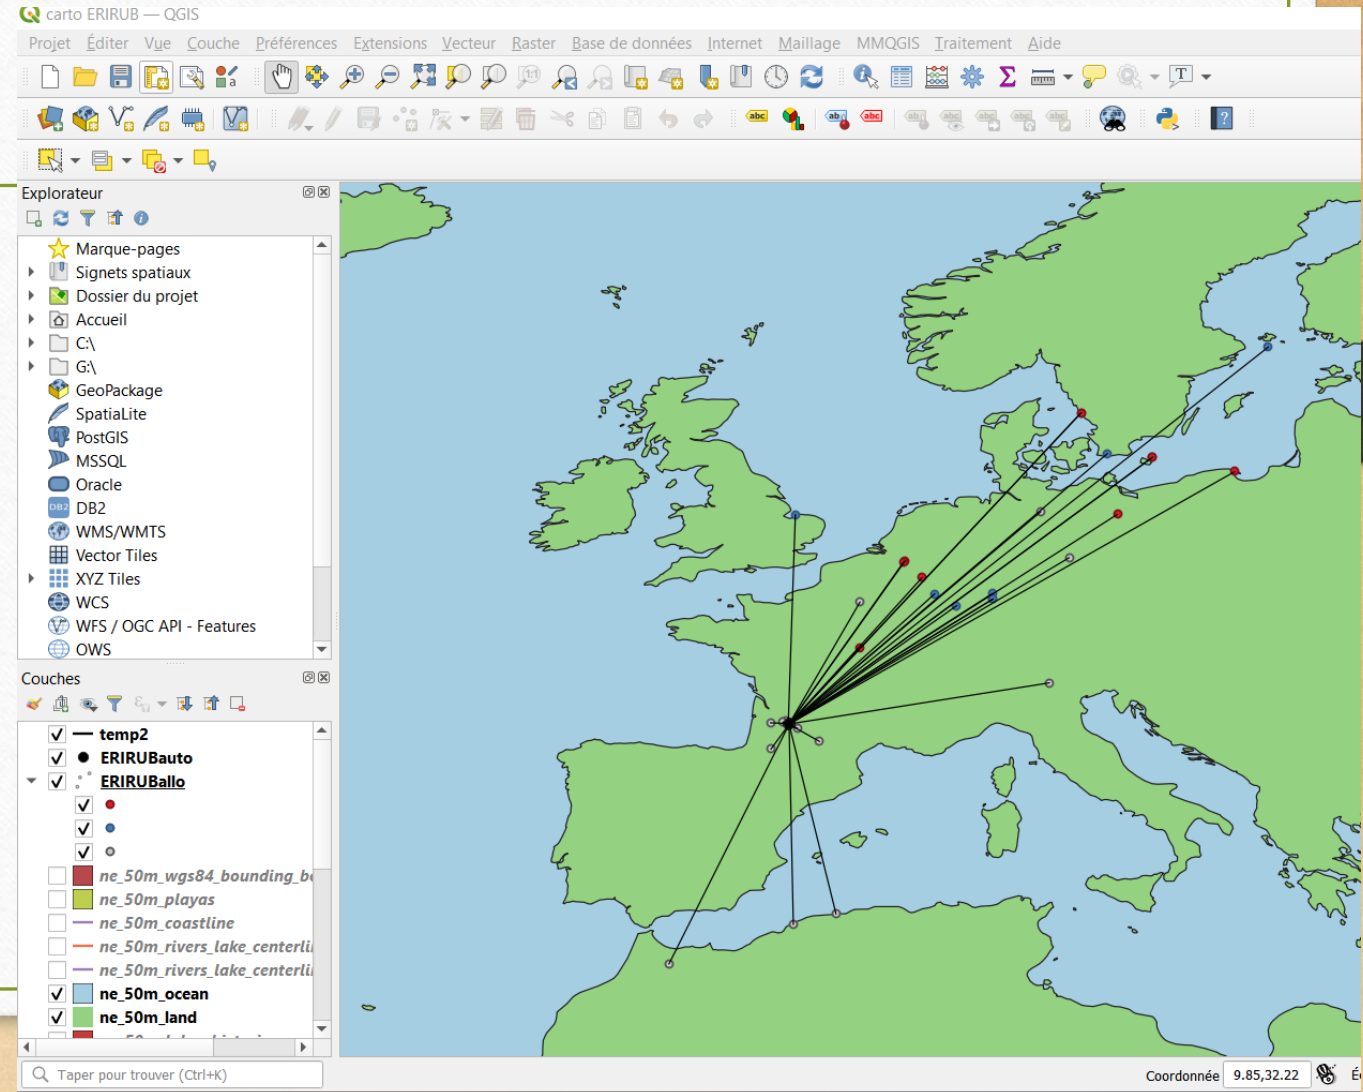 carto ERIRUB — QGIS
Projet Éditer Vue Couche Préférences Extensions Vecteur Raster Base de données Internet Maillage MMQGIS Traitement Aide
Explorateur
Marque-pages
Signets spatiaux
Dossier du projet
Accueil
C:\
G:\
GeoPackage
SpatiaLite
PostGIS
MSSQL
Oracle
DB2
WMS/WMTS
Vector Tiles
XYZ Tiles
WCS
WFS / OGC API - Features
OWS
Couches
temp2
ERIRUBauto
ERIRUBallo
ne_50m_wgs84_bounding_b
ne_50m_playas
ne_50m_coastline
ne_50m_rivers_lake_centerli
ne_50m_rivers_lake_centerli
ne_50m_ocean
ne_50m_land
Taper pour trouver (Ctrl+K)
Coordonnée 9.85,32.22